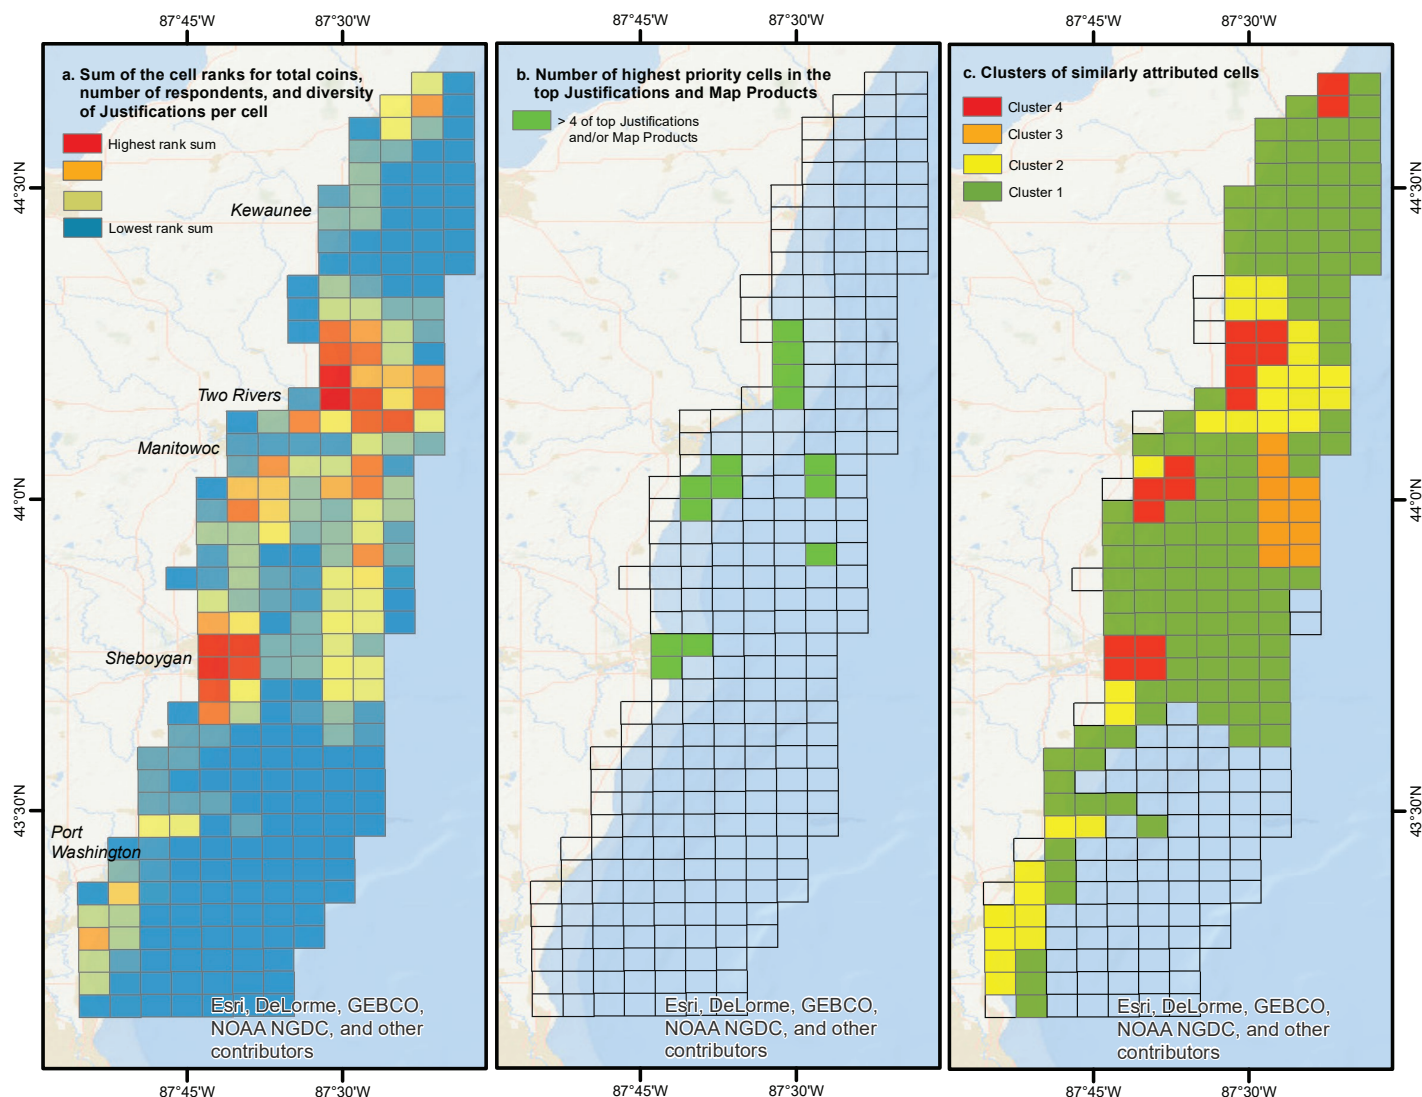 87°45'W
87°30'W
87°45'W
87°30'W
87°45'W
87°30'W
a. Sum of the cell ranks for total coins,
number of respondents, and diversity
of Justifications per cell
Highest rank sum
Lowest rank sum
Kewaunee
Two Rivers
Manitowoc
Sheboygan
Port
Washington
Esri, DeLorme, GEBCO,
NOAA NGDC, and other
contributors
b. Number of highest priority cells in the
top Justifications and Map Products
> 4 of top Justifications
and/or Map Products
Esri, DeLorme, GEBCO,
NOAA NGDC, and other
contributors
c. Clusters of similarly attributed cells
Cluster 4
Cluster 3
Cluster 2
Cluster 1
Esri, DeLorme, GEBCO,
NOAA NGDC, and other
contributors
44°30'N
44°0'N
43°30'N
44°30'N
44°0'N
43°30'N
87°45'W
87°30'W
87°45'W
87°30'W
87°45'W
87°30'W